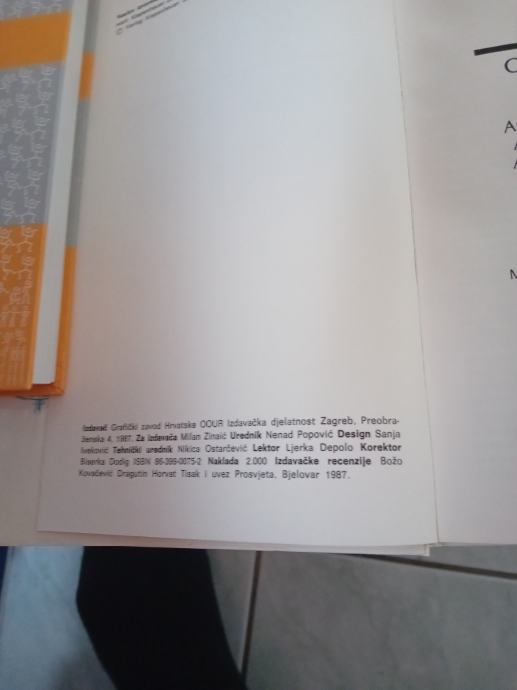 © Verlag
C
A
A
A
M
Izdavač Grafički zavod Hrvatske OOUR Izdavačka djelatnost Zagreb, Preobra-
ženska 4, 1987. Za izdavača Milan Zinaić Urednik Nenad Popović Design Sanja
Iveković Tehnički urednik Nikica Ostarčević Lektor Ljerka Depolo Korektor
Biserka Dodig ISBN 86-399-0075-2 Naklada 2.000 Izdavačke recenzije Božo
Kovačević Dragutin Horvat Tisak i uvez Prosvjeta, Bjelovar 1987.